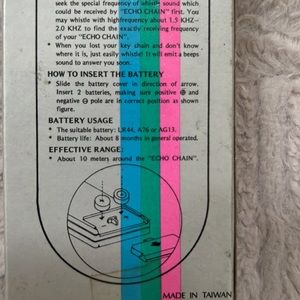 seek the special frequency of whist" sound which
could be received by "ECHO CHAIN" first. You
may whistle with highfrequency about 1.5 KHZ—
2.0 KHZ to find the exactly receiving frequency
of your "ECHO CHAIN".
* When you lost your key chain and don't know
where it is, just easily whistle! It will emit a beeps
sound to answer you soon.
HOW TO INSERT THE BATTERY
* Slide the battery cover in direction of arrow.
Insert 2 batteries, making sure positive ⊕ and
negative ⊖ pole are in correct position as shown
figure.
BATTERY USAGE
* The suitable battery: LR44, A76 or AG13.
* Battery life: About 8 months in general operated.
EFFECTIVE RANGE:
* About 10 meters around the "ECHO CHAIN".
MADE IN TAIWAN